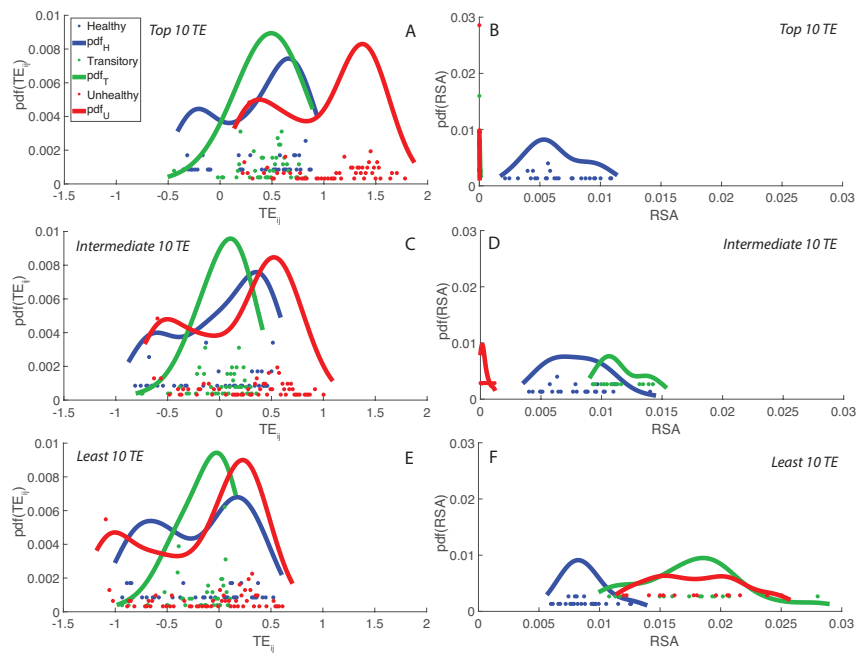 Healthy
pdf_H
Transitory
pdf_T
Unhealthy
pdf_U
Top 10 TE
A
pdf(TE_ij)
0.01
0.008
0.006
0.004
0.002
0
-1.5
-1
-0.5
0
0.5
1
1.5
2
TE_ij
B
Top 10 TE
pdf(RSA)
0.03
0.02
0.01
0
0.005
0.01
0.015
0.02
0.025
0.03
RSA
Intermediate 10 TE
C
pdf(TE_ij)
0.01
0.008
0.006
0.004
0.002
0
-1.5
-1
-0.5
0
0.5
1
1.5
2
TE_ij
D
Intermediate 10 TE
pdf(RSA)
0.03
0.02
0.01
0
0
0.005
0.01
0.015
0.02
0.025
0.03
RSA
Least 10 TE
E
pdf(TE_ij)
0.01
0.008
0.006
0.004
0.002
0
-1.5
-1
-0.5
0
0.5
1
1.5
2
TE_ij
F
Least 10 TE
pdf(RSA)
0.03
0.02
0.01
0
0
0.005
0.01
0.015
0.02
0.025
0.03
RSA